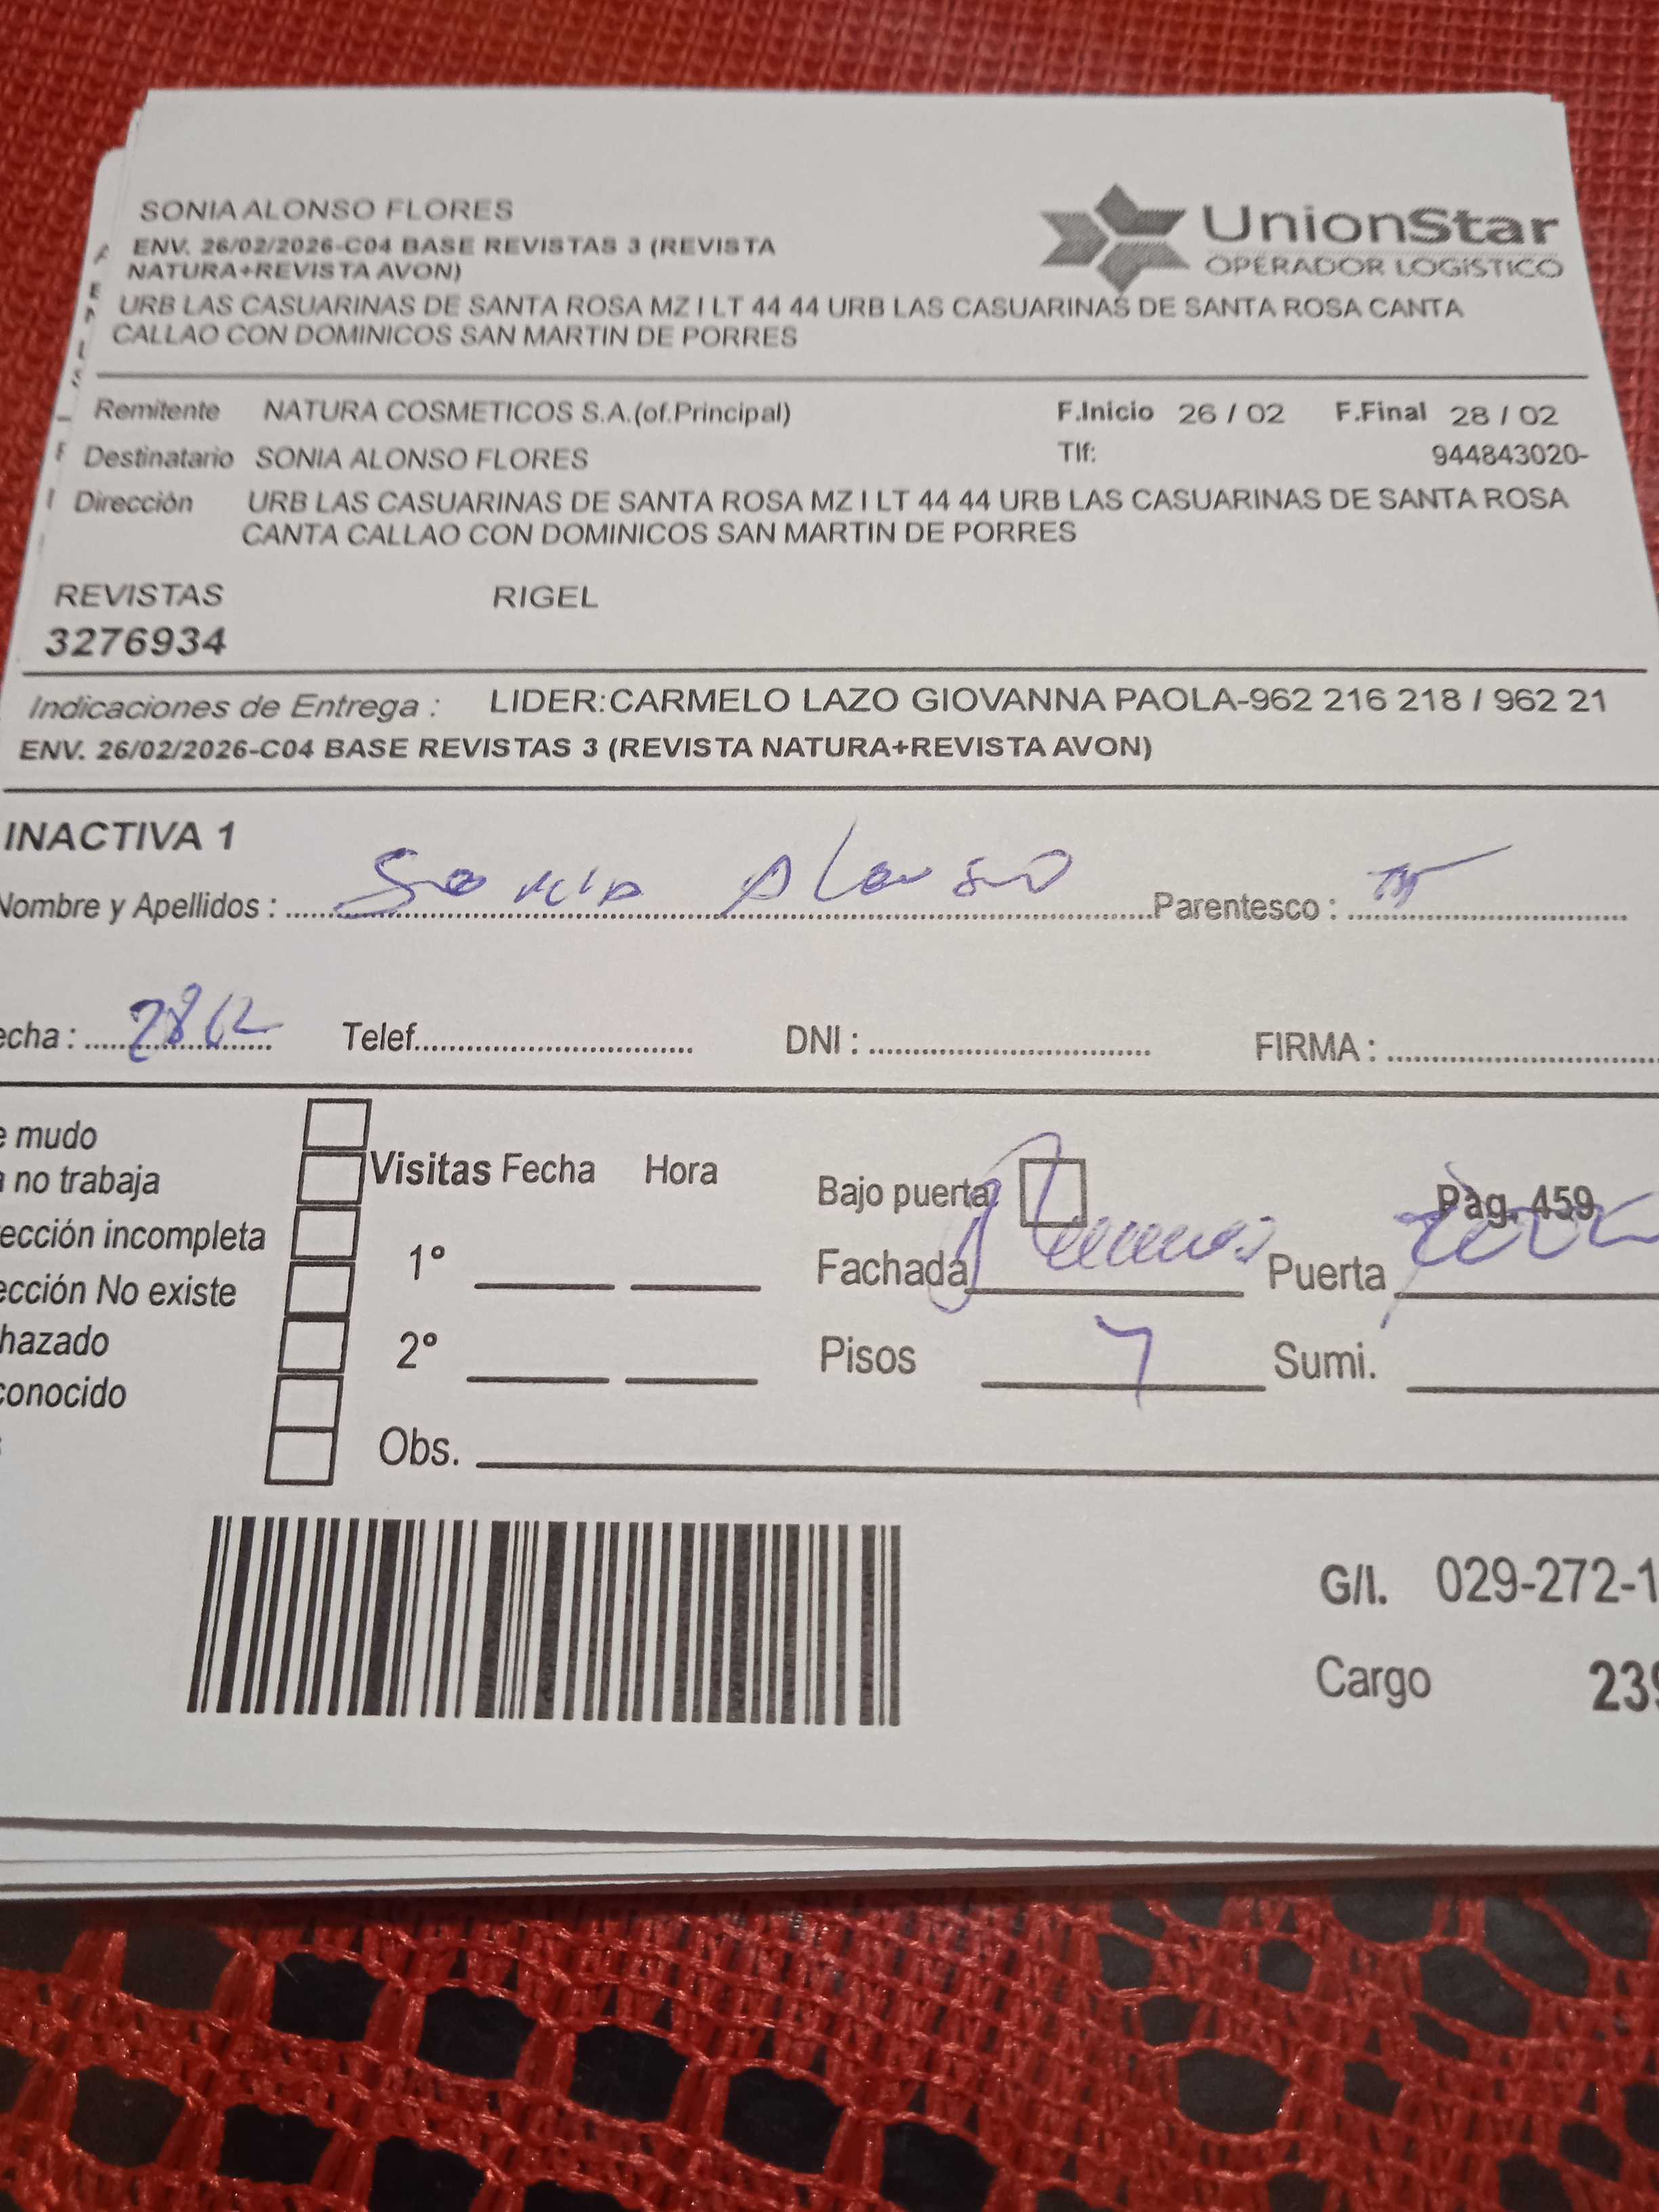 SONIA ALONSO FLORES
ENV. 26/02/2026-C04 BASE REVISTAS 3 (REVISTA
NATURA+REVISTA AVON)
UnionStar
OPERADOR LOGÍSTICO
URB LAS CASUARINAS DE SANTA ROSA MZ I LT 44 44 URB LAS CASUARINAS DE SANTA ROSA CANTA
CALLAO CON DOMINICOS SAN MARTIN DE PORRES
Remitente NATURA COSMETICOS S.A.(of.Principal) F.Inicio 26 / 02 F.Final 28 / 02
Destinatario SONIA ALONSO FLORES Tlf: 944843020-
Dirección URB LAS CASUARINAS DE SANTA ROSA MZ I LT 44 44 URB LAS CASUARINAS DE SANTA ROSA
CANTA CALLAO CON DOMINICOS SAN MARTIN DE PORRES
REVISTAS RIGEL
3276934
Indicaciones de Entrega : LIDER:CARMELO LAZO GIOVANNA PAOLA-962 216 218 / 962 21
ENV. 26/02/2026-C04 BASE REVISTAS 3 (REVISTA NATURA+REVISTA AVON)
INACTIVA 1
Nombre y Apellidos : Sonia Alonso Parentesco :
echa : 28/2 Telef. DNI : FIRMA :
e mudo
a no trabaja
ección incompleta
ección No existe
hazado
conocido
Visitas Fecha Hora
1º
2º
Obs.
Bajo puerta Pàg. 459
Fachada Puerta
Pisos Sumi.
G/I. 029-272-1
Cargo 239